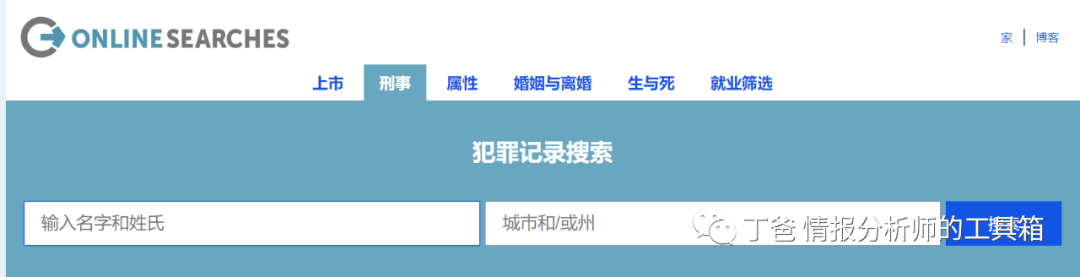 ONLINE SEARCHES
家 | 博客
上市 刑事 属性 婚姻与离婚 生与死 就业筛选
犯罪记录搜索
输入名字和姓氏 城市和/或州
丁爸 情报分析师的工具箱